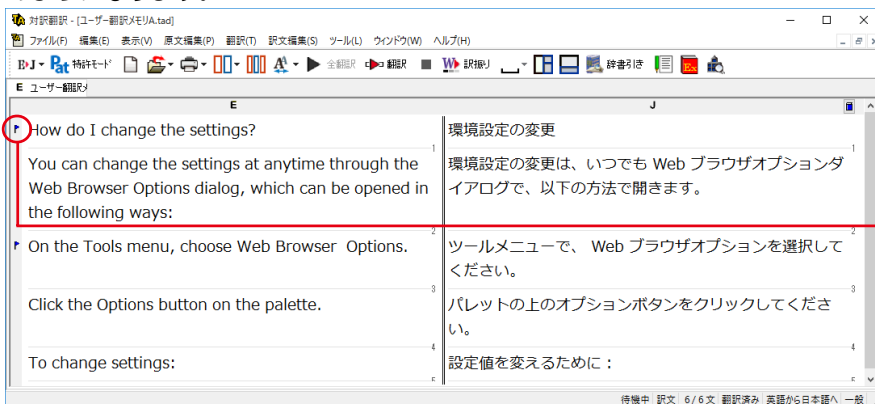 対訳翻訳 - [ユーザー翻訳メモリA.tad]
ファイル(F) 編集(E) 表示(V) 原文編集(P) 翻訳(T) 訳文編集(S) ツール(L) ウインドウ(W) ヘルプ(H)
E▸J Pat 特許モード 全翻訳 翻訳 訳振り 辞書引き Ex
E ユーザー翻訳メ
E J
How do I change the settings? 環境設定の変更
1 1
You can change the settings at anytime through the 環境設定の変更は、いつでも Web ブラウザオプションダ
Web Browser Options dialog, which can be opened in イアログで、以下の方法で開きます。
the following ways:
2 2
On the Tools menu, choose Web Browser Options. ツールメニューで、 Web ブラウザオプションを選択して
ください。
3 3
Click the Options button on the palette. パレットの上のオプションボタンをクリックしてくださ
い。
4 4
To change settings: 設定値を変えるために：
待機中 訳文 6/6文 翻訳済み 英語から日本語へ 一般